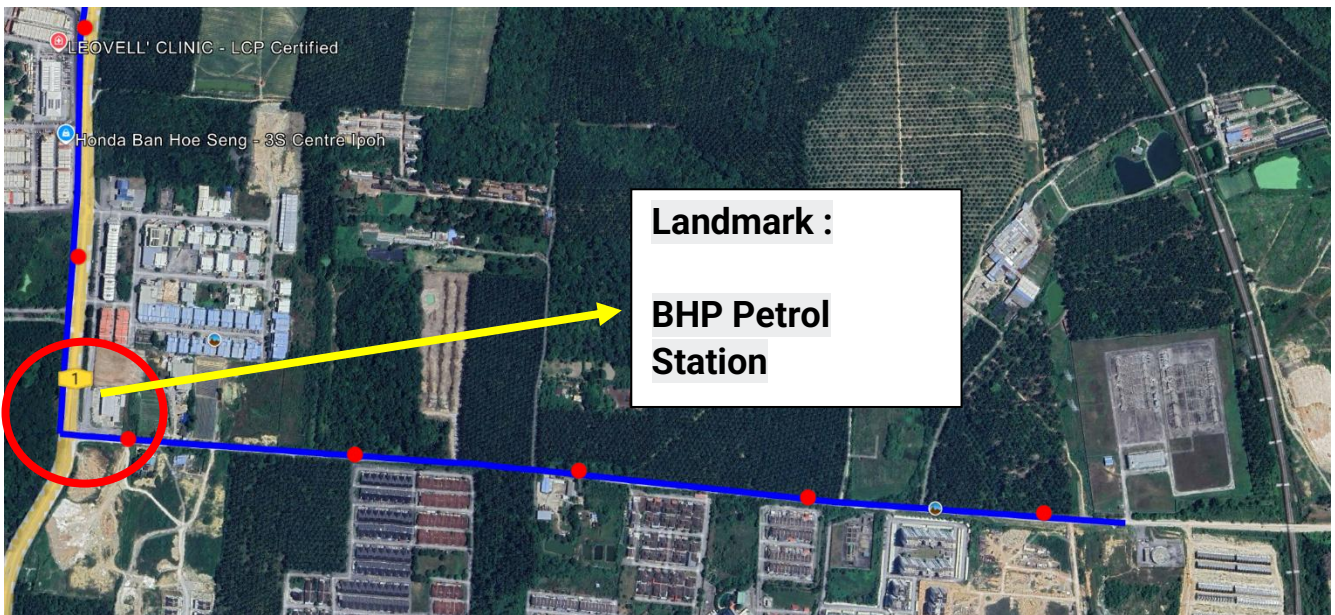 LEOVELL' CLINIC - LCP Certified
Honda Ban Hoe Seng - 3S Centre Ipoh
Landmark :
BHP Petrol
Station
1